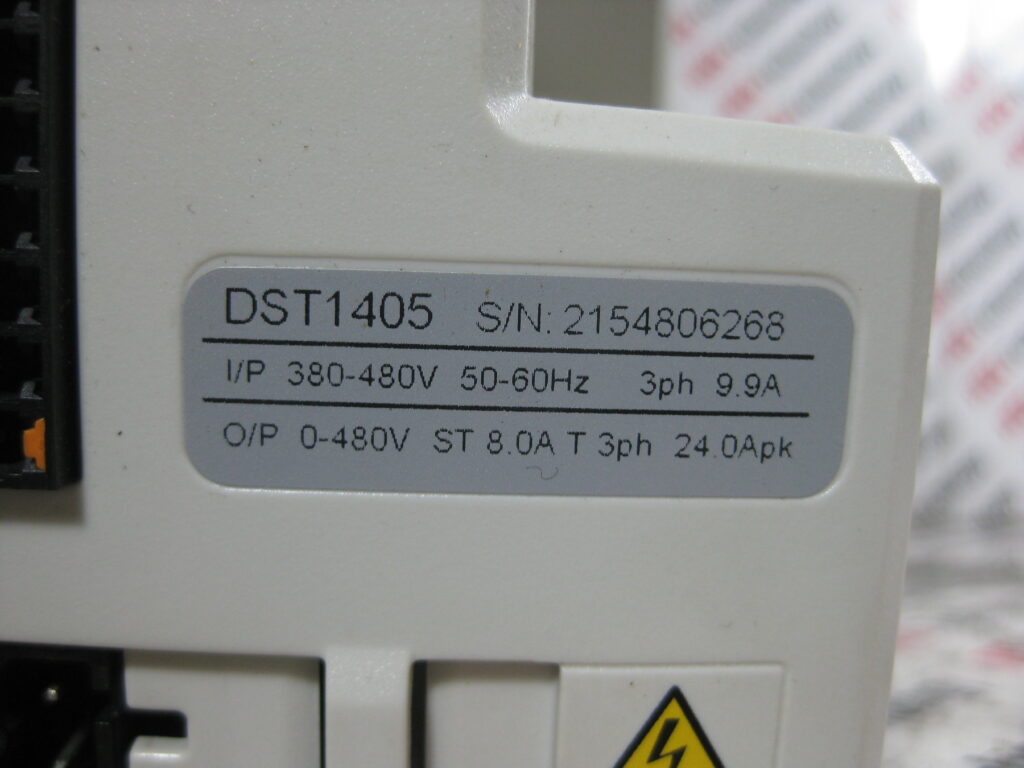 DST1405 S/N: 2154806268
I/P 380-480V 50-60Hz 3ph 9.9A
O/P 0-480V ST 8.0A T 3ph 24.0Apk